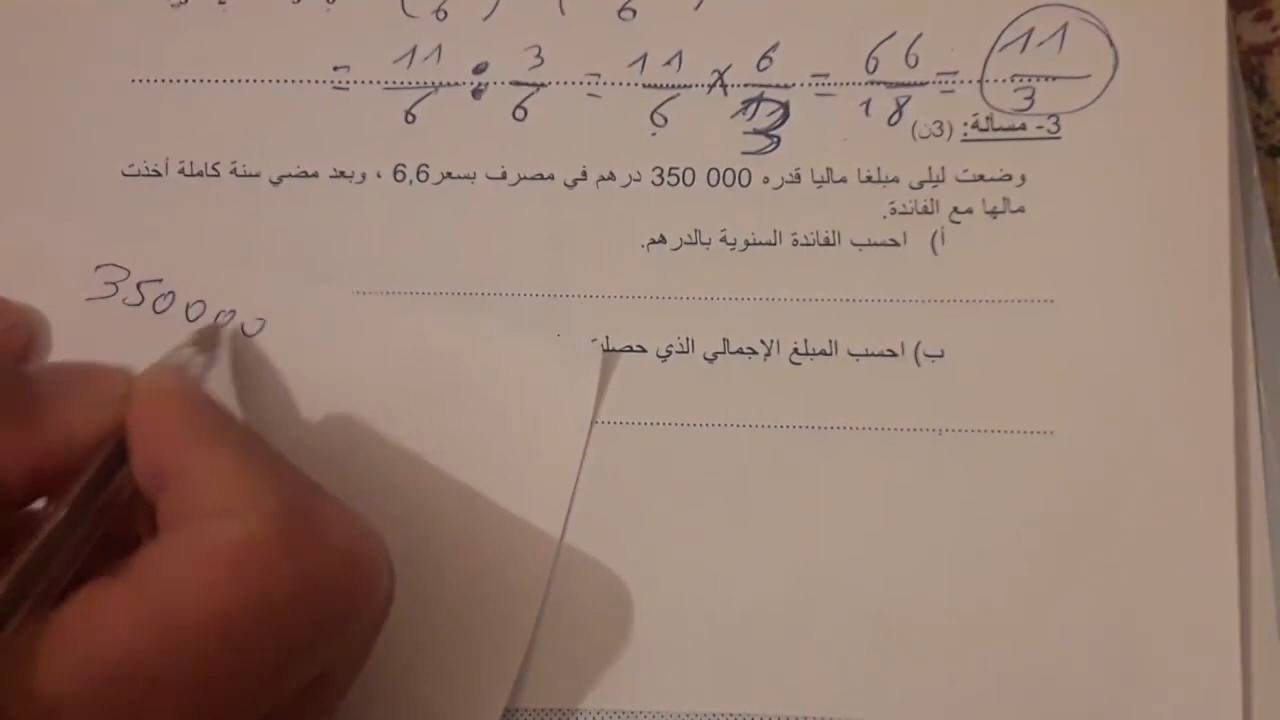 = 11/6 : 3/6 = 11/6 × 6/3 = 66/18 = 11/3
3- مسألة: (3ن)
وضعت ليلى مبلغا ماليا قدره 000 350 درهم في مصرف بسعر6,6 ، وبعد مضي سنة كاملة أخذت
مالها مع الفائدة.
أ) احسب الفائدة السنوية بالدرهم.
350000
ب) احسب المبلغ الإجمالي الذي